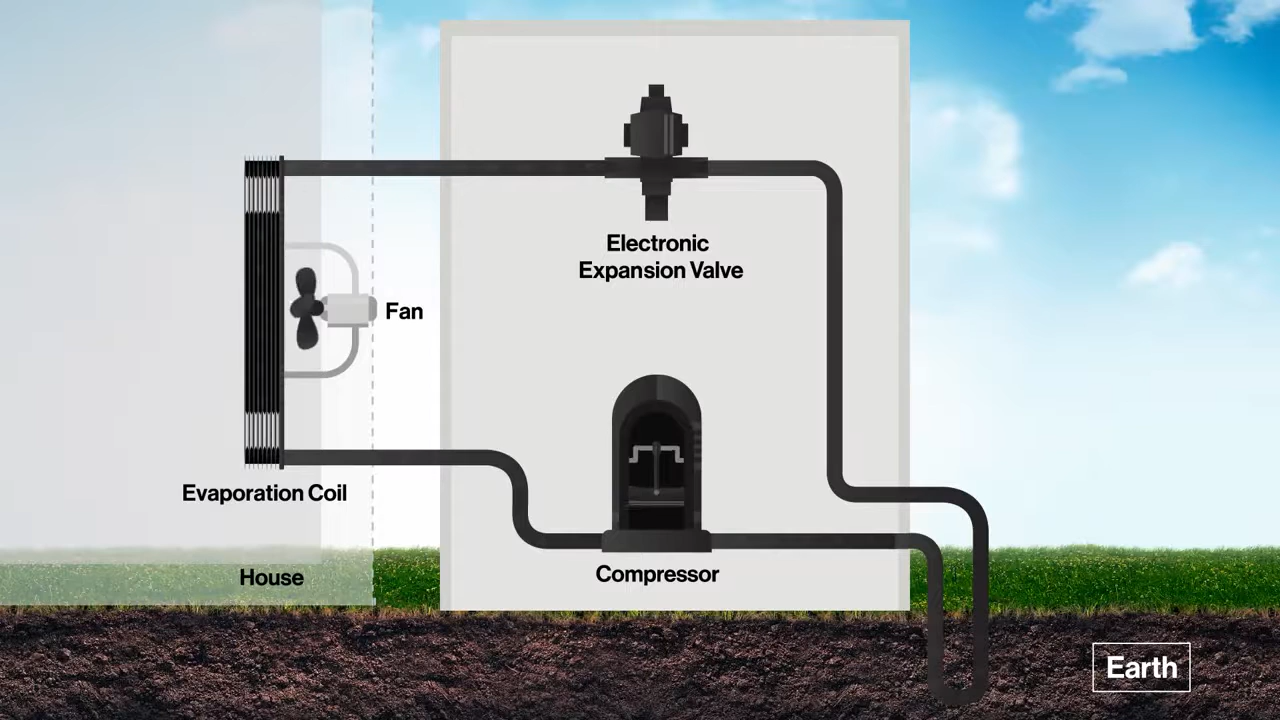 Electronic
Expansion Valve
Fan
Evaporation Coil
Compressor
House
Earth